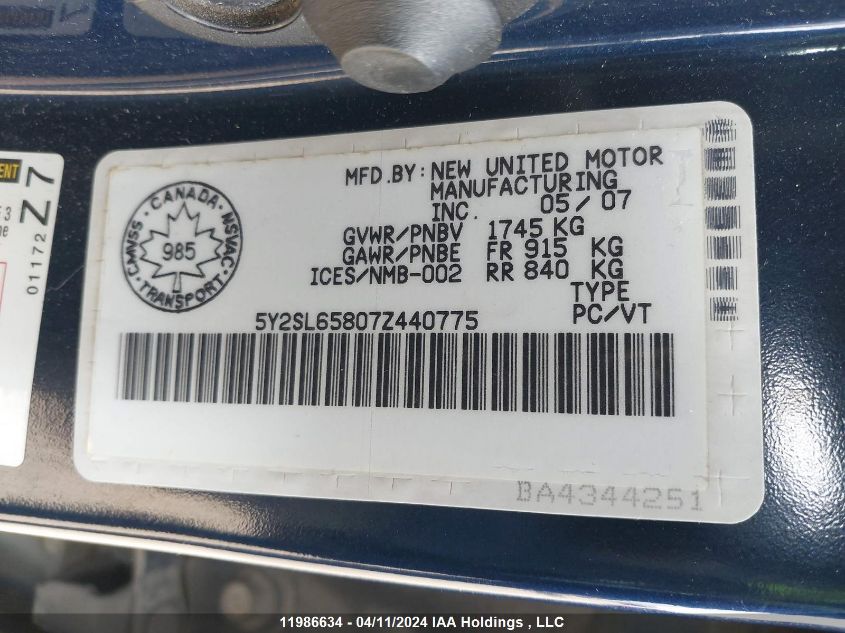 MFD.BY: NEW UNITED MOTOR
MANUFACTURING
INC. 05/07
GVWR/PNBV 1745 KG
GAWR/PNBE FR 915 KG
ICES/NMB-002 RR 840 KG
TYPE
PC/VT
CANADA
CMVSS NSVAC
985
TRANSPORT
5Y2SL65807Z440775
BA4344251
Z7
01172
11986634 - 04/11/2024 IAA Holdings , LLC